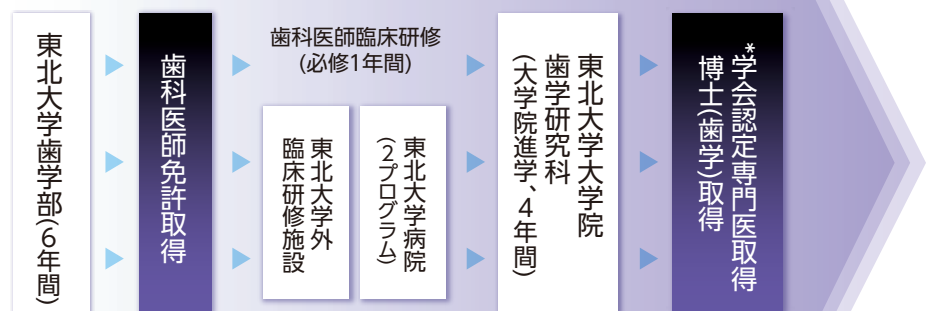 東北大学歯学部(6年間)
歯科医師免許取得
歯科医師臨床研修
(必修1年間)
東北大学外
臨床研修施設
東北大学病院
(2プログラム)
東北大学大学院
歯学研究科
(大学院進学、4年間)
*学会認定専門医取得
博士(歯学)取得